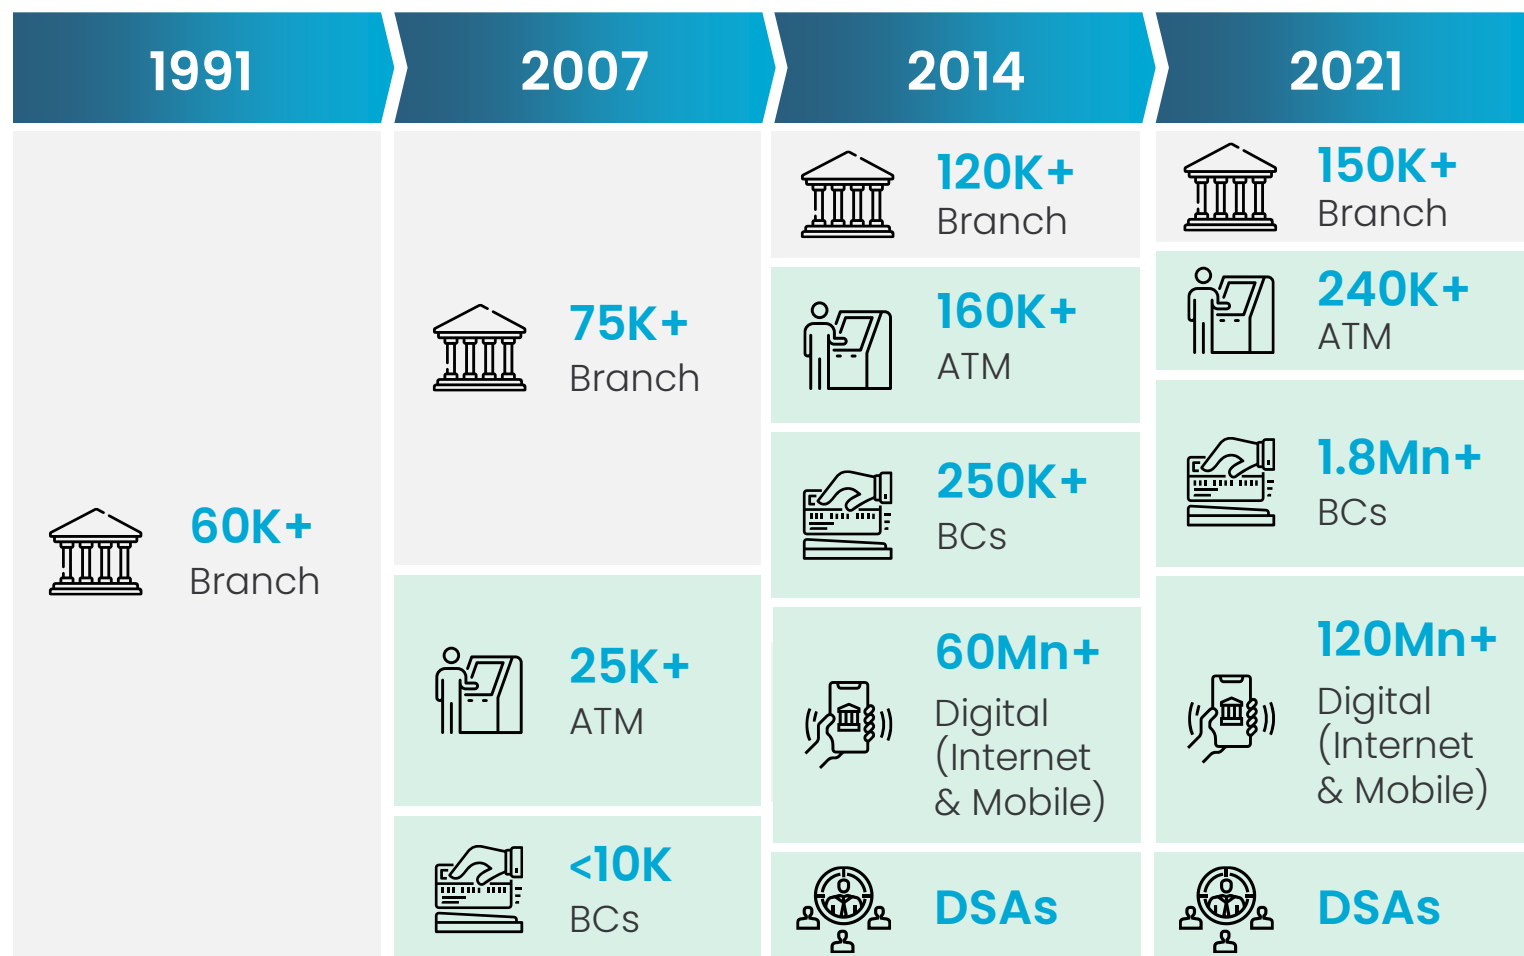 1991
2007
2014
2021
60K+
Branch
75K+
Branch
25K+
ATM
<10K
BCs
120K+
Branch
160K+
ATM
250K+
BCs
60Mn+
Digital
(Internet
& Mobile)
DSAs
150K+
Branch
240K+
ATM
1.8Mn+
BCs
120Mn+
Digital
(Internet
& Mobile)
DSAs